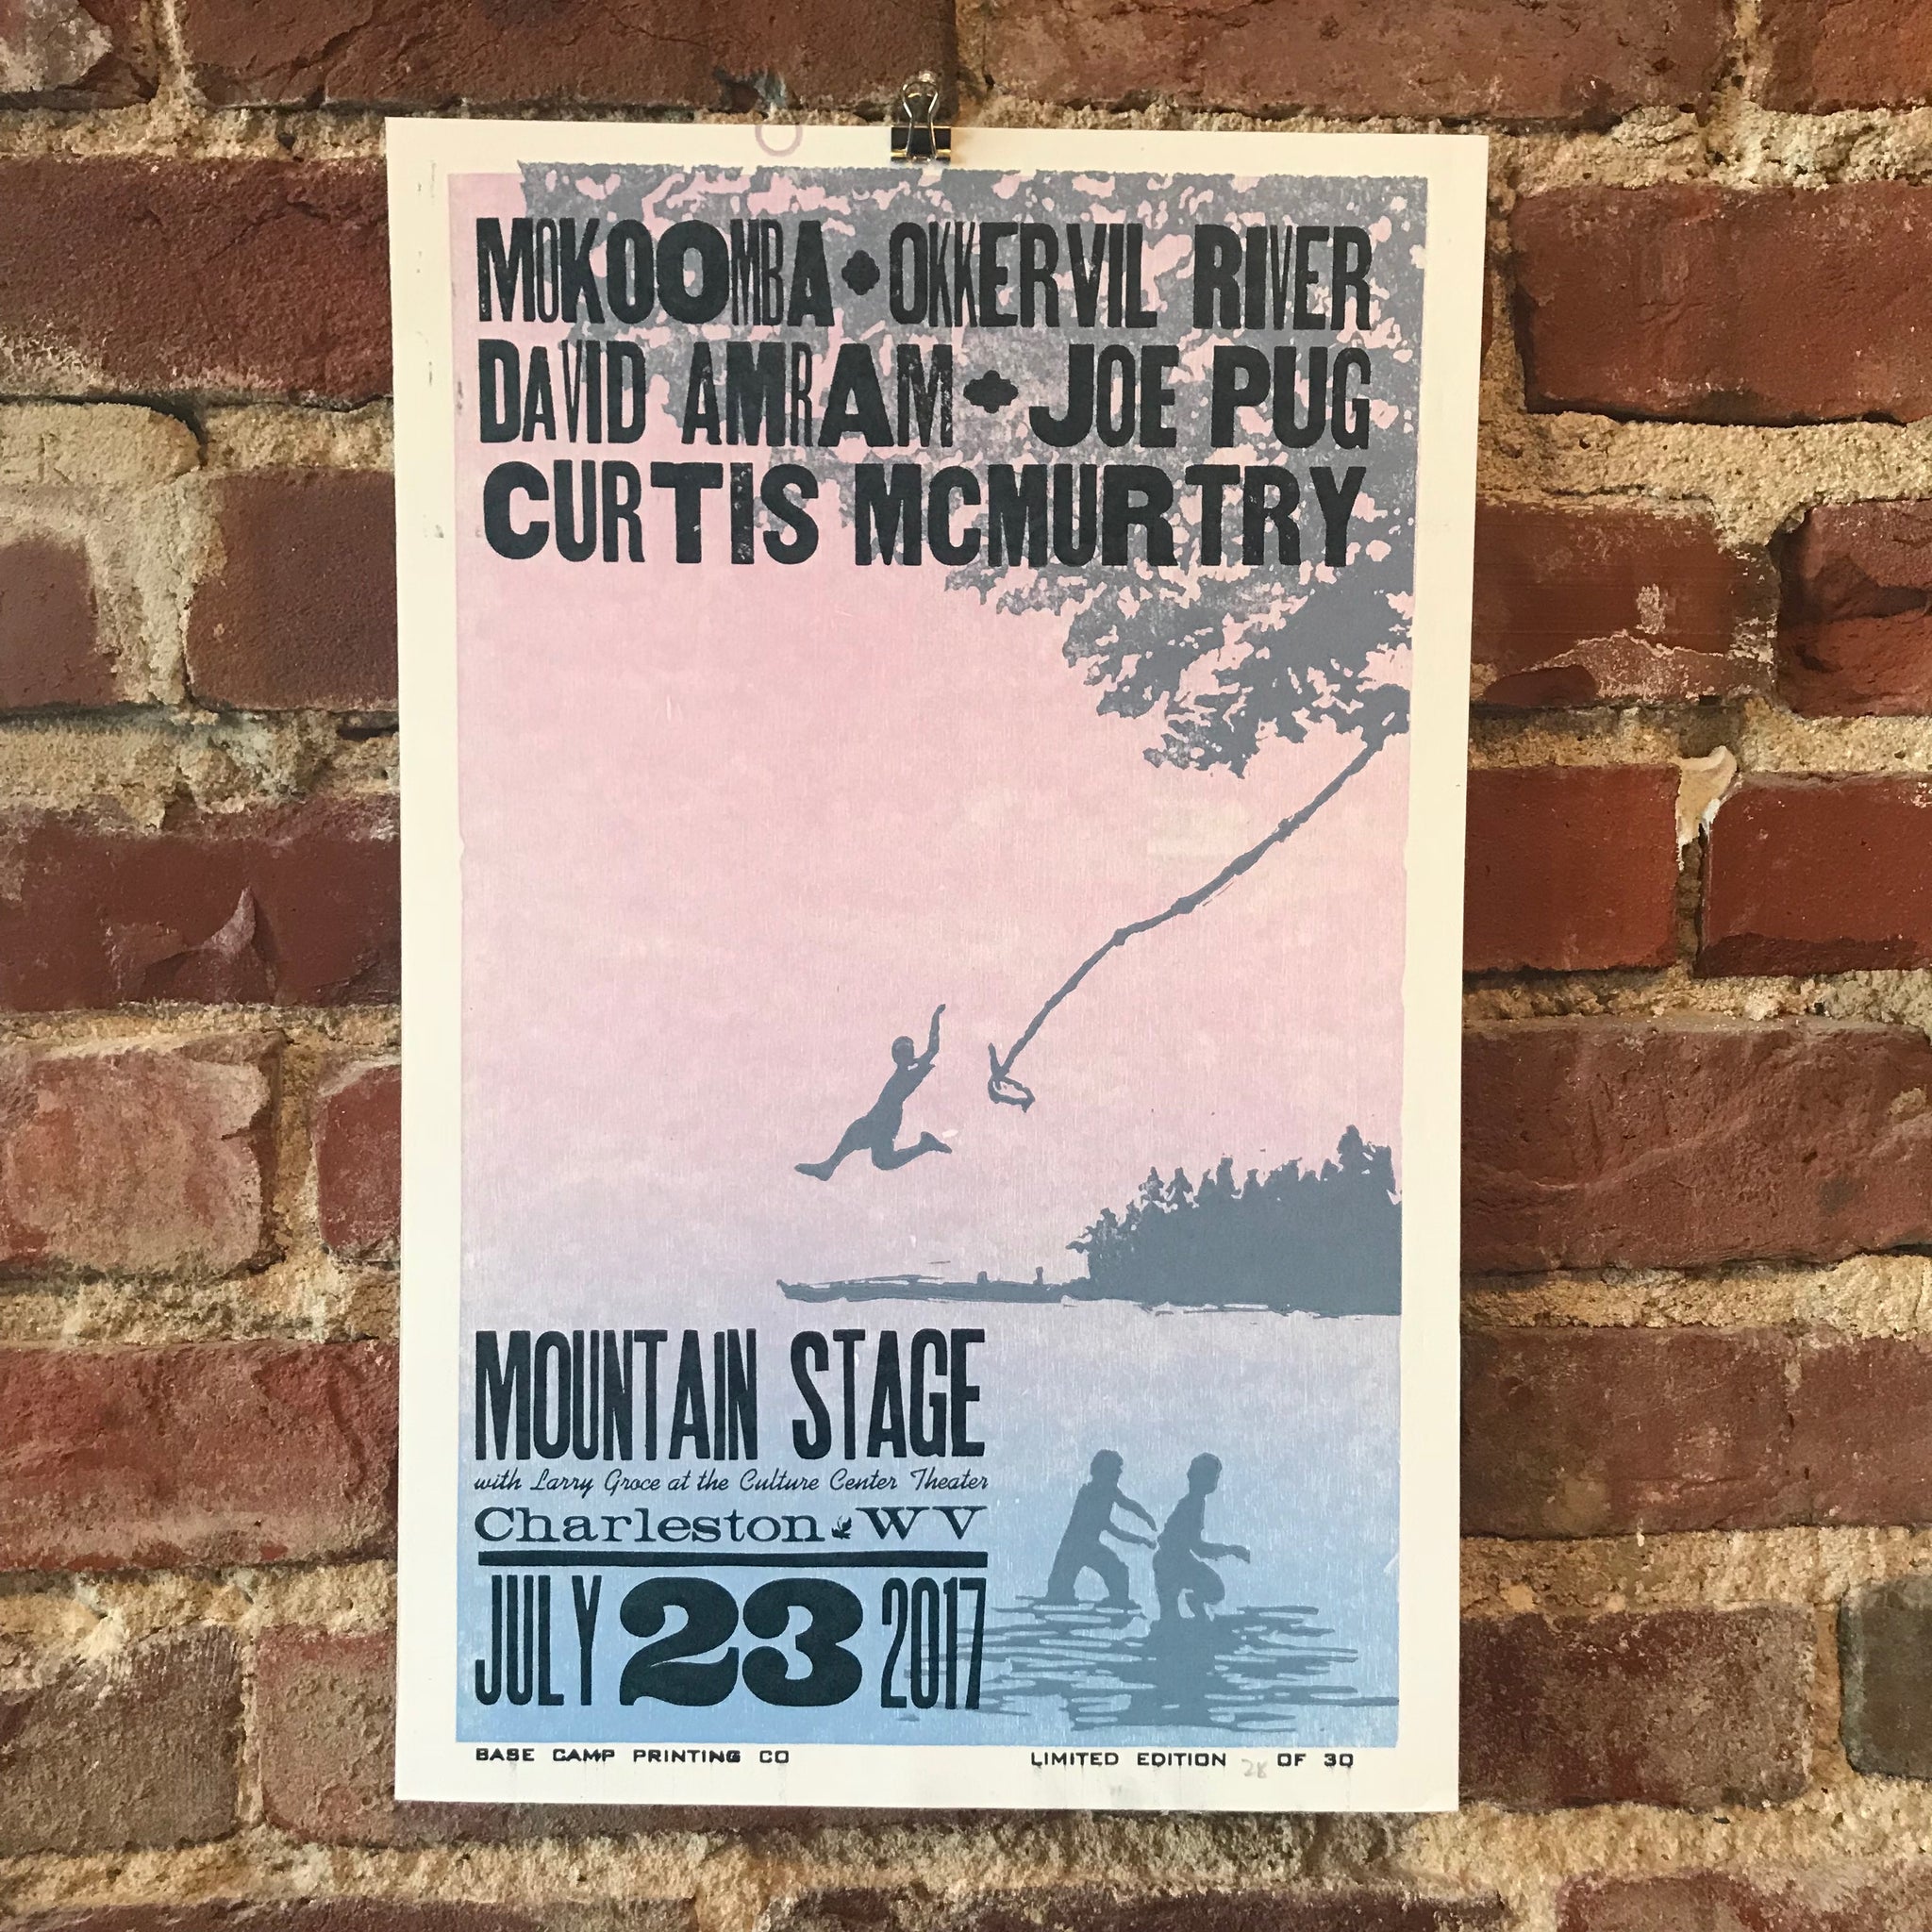 MOKOOMBA ✤ OKKERVIL RIVER
DAVID AMRAM ✤ JOE PUG
CURTIS MCMURTRY
MOUNTAIN STAGE
with Larry Groce at the Culture Center Theater
Charleston WV
JULY 23 2017
BASE CAMP PRINTING CO
LIMITED EDITION 28 OF 30